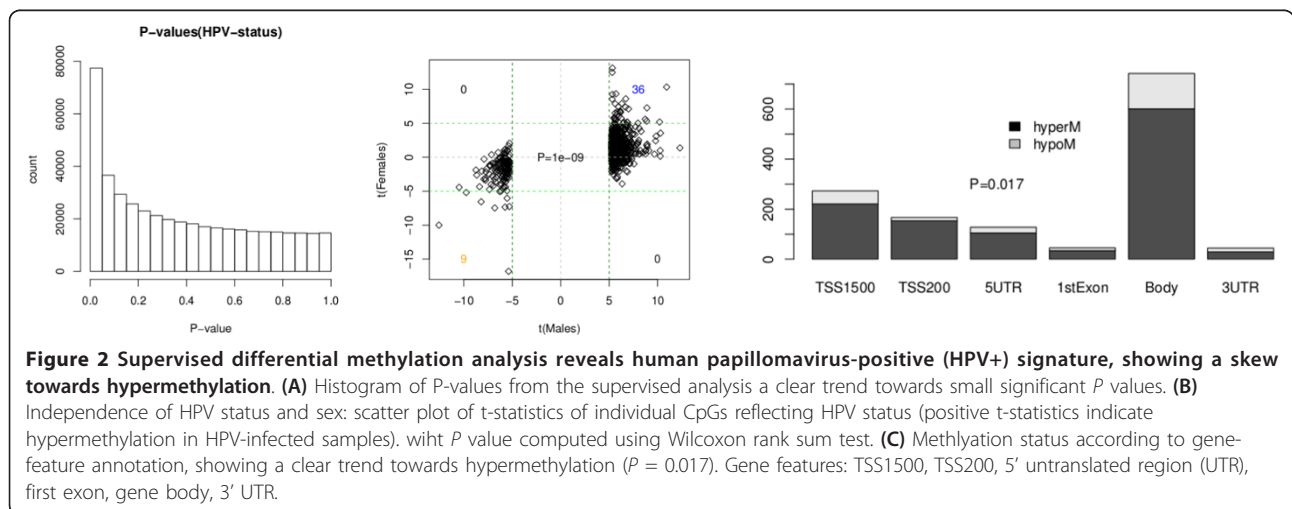 P-values(HPV-status)
count
0 20000 40000 60000 80000
0.0 0.2 0.4 0.6 0.8 1.0
P-value
t(Females)
−15 −10 −5 0 5 10
0 36
P=1e−09
9 0
−10 −5 0 5 10
t(Males)
0 200 400 600
hyperM
hypoM
P=0.017
TSS1500 TSS200 5UTR 1stExon Body 3UTR
Figure 2 Supervised differential methylation analysis reveals human papillomavirus-positive (HPV+) signature, showing a skew
towards hypermethylation. (A) Histogram of P-values from the supervised analysis a clear trend towards small significant P values. (B)
Independence of HPV status and sex: scatter plot of t-statistics of individual CpGs reflecting HPV status (positive t-statistics indicate
hypermethylation in HPV-infected samples). wiht P value computed using Wilcoxon rank sum test. (C) Methlyation status according to gene-
feature annotation, showing a clear trend towards hypermethylation (P = 0.017). Gene features: TSS1500, TSS200, 5’ untranslated region (UTR),
first exon, gene body, 3’ UTR.